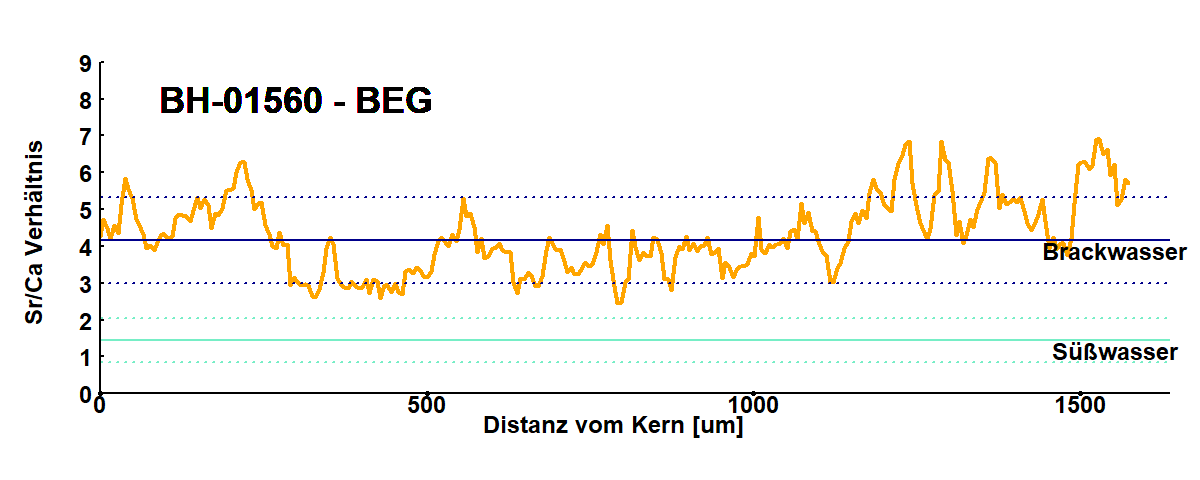 BH-01560 - BEG
Sr/Ca Verhältnis
9
8
7
6
5
4
3
2
1
0
Brackwasser
Süßwasser
0 500 1000 1500
Distanz vom Kern [um]